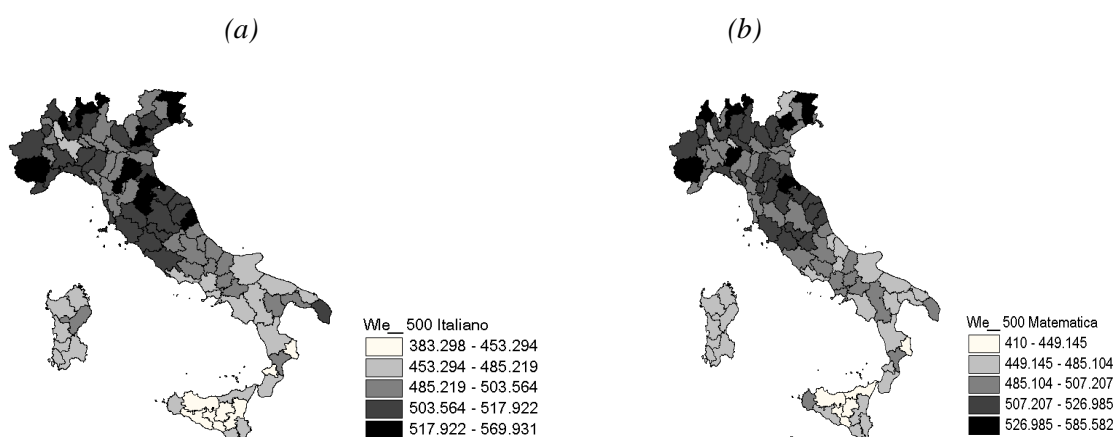 (a)
(b)
Wle_ 500 Italiano
383.298 - 453.294
453.294 - 485.219
485.219 - 503.564
503.564 - 517.922
517.922 - 569.931
Wle_ 500 Matematica
410 - 449.145
449.145 - 485.104
485.104 - 507.207
507.207 - 526.985
526.985 - 585.582